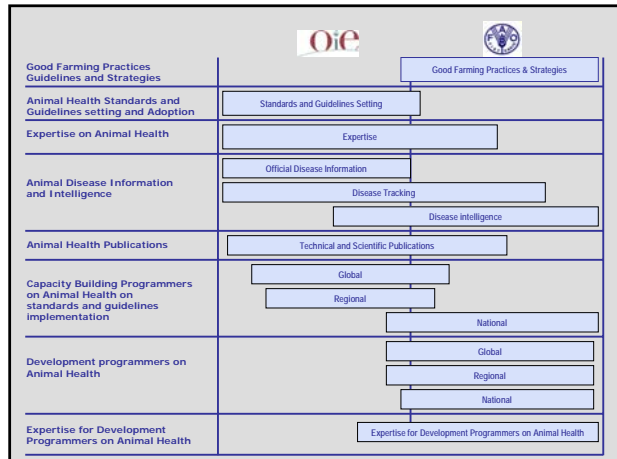 OiE
FAO
Good Farming Practices
Guidelines and Strategies
Good Farming Practices & Strategies
Animal Health Standards and
Guidelines setting and Adoption
Standards and Guidelines Setting
Expertise on Animal Health
Expertise
Animal Disease Information
and Intelligence
Official Disease Information
Disease Tracking
Disease intelligence
Animal Health Publications
Technical and Scientific Publications
Capacity Building Programmers
on Animal Health on
standards and guidelines
implementation
Global
Regional
National
Development programmers on
Animal Health
Global
Regional
National
Expertise for Development
Programmers on Animal Health
Expertise for Development Programmers on Animal Health